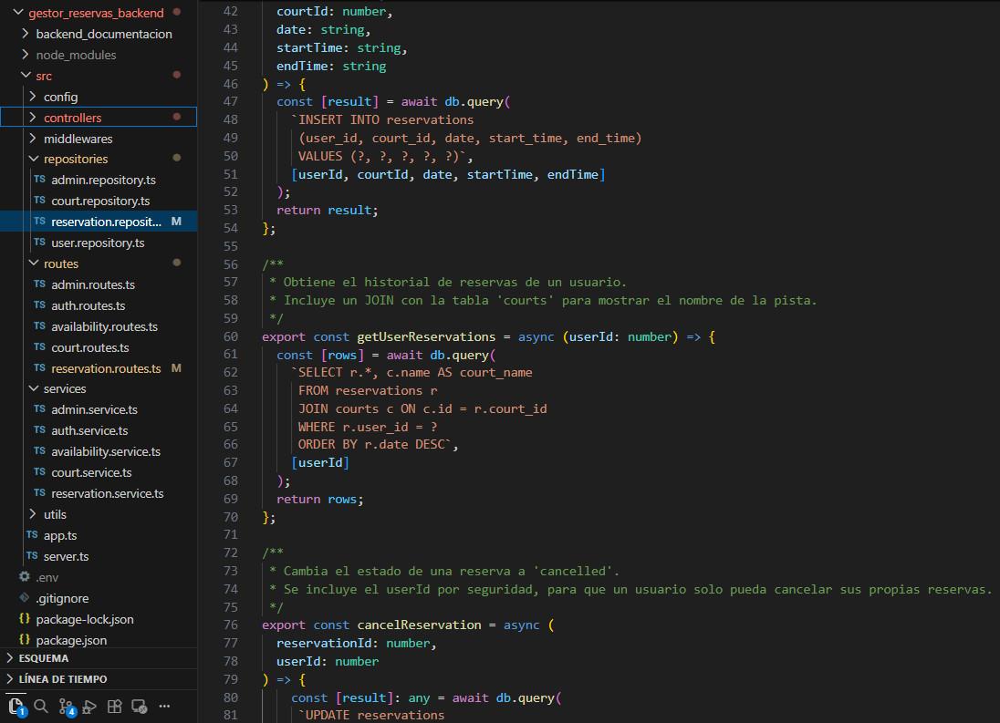 gestor_reservas_backend
backend_documentacion
node_modules
src
config
controllers
middlewares
repositories
TS admin.repository.ts
TS court.repository.ts
TS reservation.reposit... M
TS user.repository.ts
routes
TS admin.routes.ts
TS auth.routes.ts
TS availability.routes.ts
TS court.routes.ts
TS reservation.routes.ts M
services
TS admin.service.ts
TS auth.service.ts
TS availability.service.ts
TS court.service.ts
TS reservation.service.ts
utils
TS app.ts
TS server.ts
.env
.gitignore
{} package-lock.json
{} package.json
ESQUEMA
LÍNEA DE TIEMPO
1 4 ...
42 courtId: number,
43 date: string,
44 startTime: string,
45 endTime: string
46 ) => {
47 const [result] = await db.query(
48 `INSERT INTO reservations
49 (user_id, court_id, date, start_time, end_time)
50 VALUES (?, ?, ?, ?, ?)`,
51 [userId, courtId, date, startTime, endTime]
52 );
53 return result;
54 };
55
56 /**
57 * Obtiene el historial de reservas de un usuario.
58 * Incluye un JOIN con la tabla 'courts' para mostrar el nombre de la pista.
59 */
60 export const getUserReservations = async (userId: number) => {
61 const [rows] = await db.query(
62 `SELECT r.*, c.name AS court_name
63 FROM reservations r
64 JOIN courts c ON c.id = r.court_id
65 WHERE r.user_id = ?
66 ORDER BY r.date DESC`,
67 [userId]
68 );
69 return rows;
70 };
71
72 /**
73 * Cambia el estado de una reserva a 'cancelled'.
74 * Se incluye el userId por seguridad, para que un usuario solo pueda cancelar sus propias reservas.
75 */
76 export const cancelReservation = async (
77 reservationId: number,
78 userId: number
79 ) => {
80 const [result]: any = await db.query(
81 `UPDATE reservations